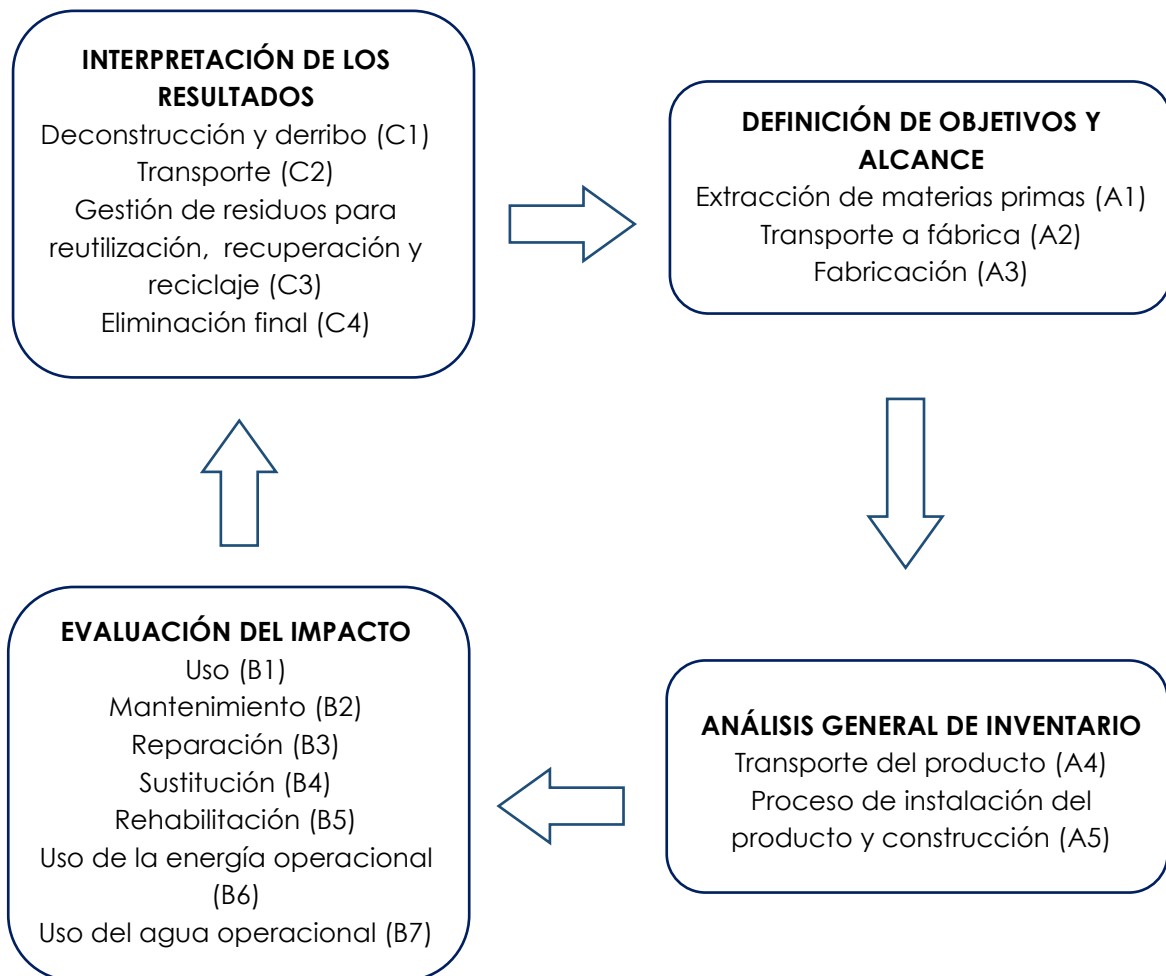 INTERPRETACIÓN DE LOS
RESULTADOS
Deconstrucción y derribo (C1)
Transporte (C2)
Gestión de residuos para
reutilización, recuperación y
reciclaje (C3)
Eliminación final (C4)
DEFINICIÓN DE OBJETIVOS Y
ALCANCE
Extracción de materias primas (A1)
Transporte a fábrica (A2)
Fabricación (A3)
EVALUACIÓN DEL IMPACTO
Uso (B1)
Mantenimiento (B2)
Reparación (B3)
Sustitución (B4)
Rehabilitación (B5)
Uso de la energía operacional
(B6)
Uso del agua operacional (B7)
ANÁLISIS GENERAL DE INVENTARIO
Transporte del producto (A4)
Proceso de instalación del
producto y construcción (A5)